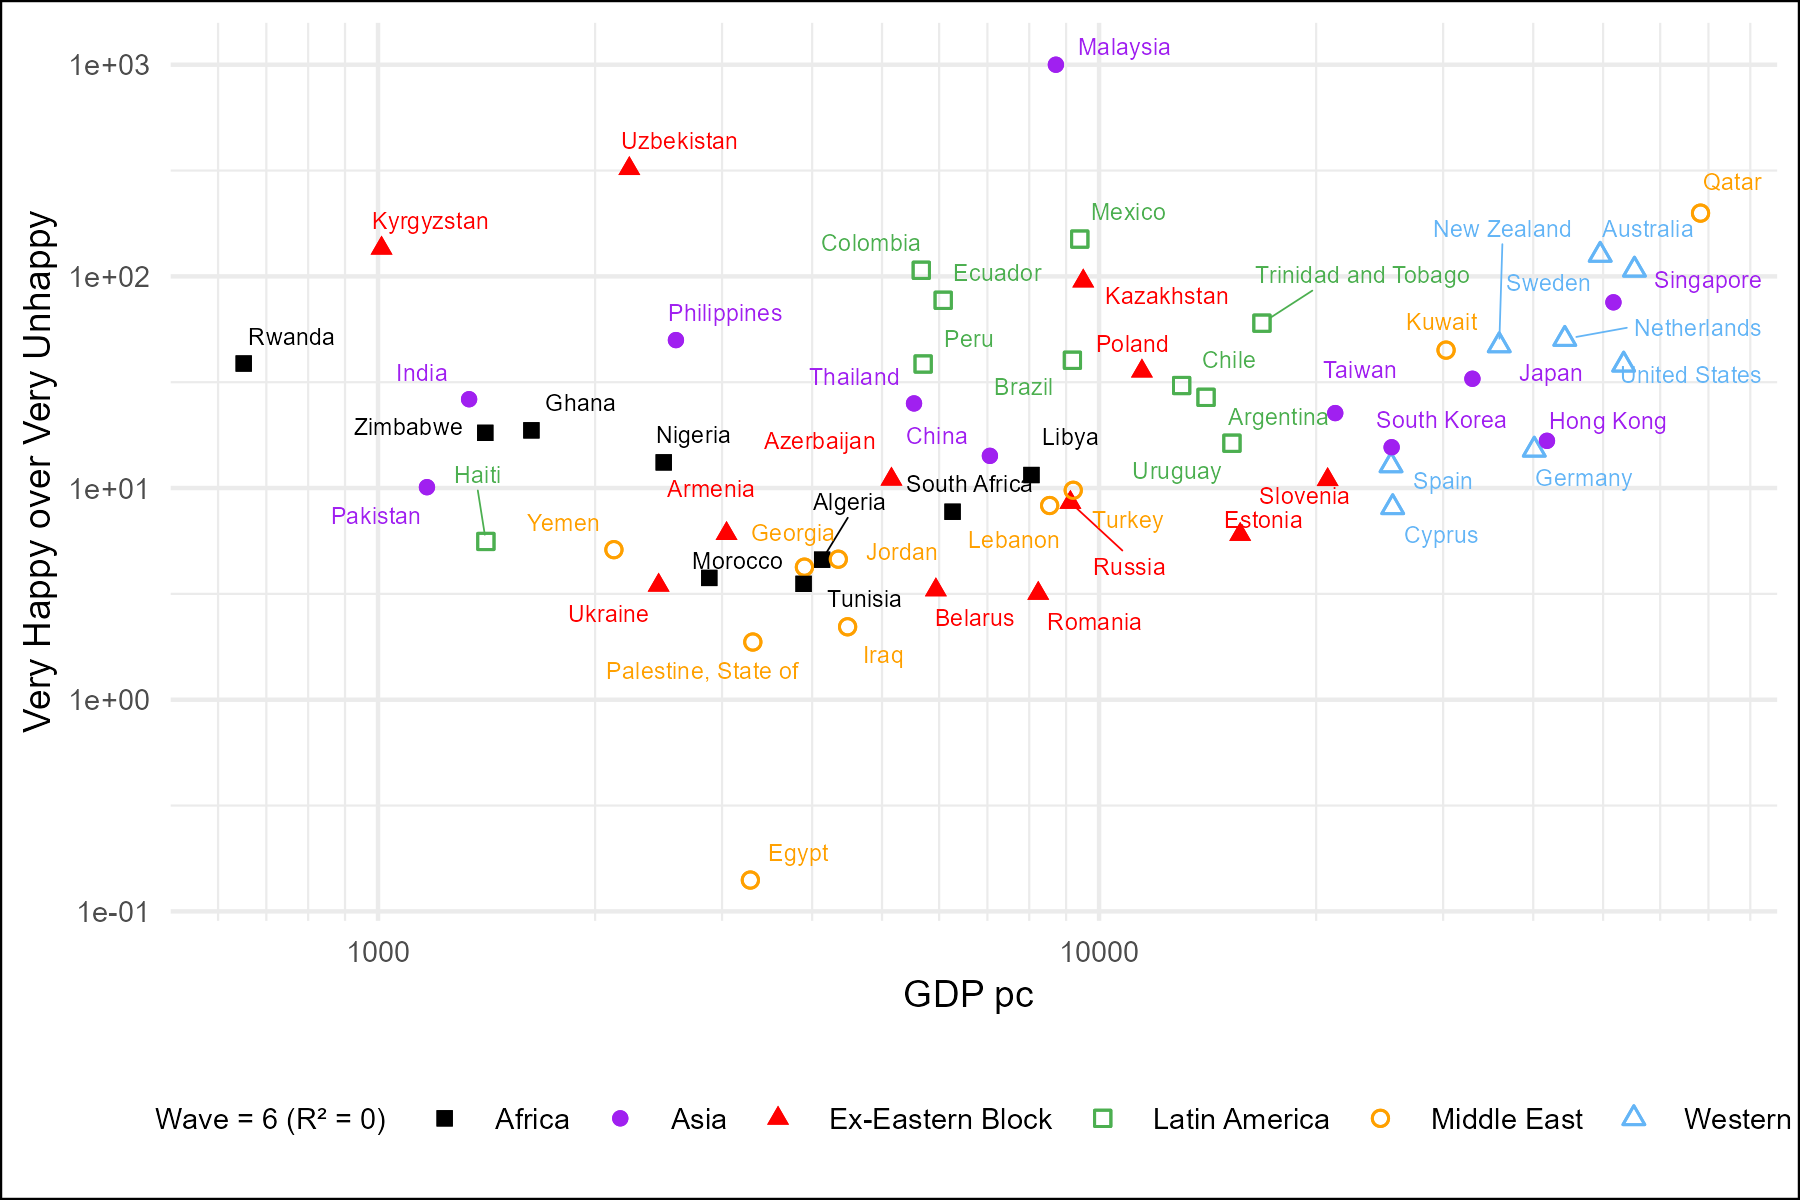 Very Happy over Very Unhappy
1e+03
1e+02
1e+01
1e+00
1e-01
Malaysia
Uzbekistan
Qatar
Mexico
Kyrgyzstan
New Zealand
Australia
Colombia
Ecuador
Trinidad and Tobago
Singapore
Sweden
Kazakhstan
Philippines
Kuwait
Netherlands
Rwanda
Peru
Poland
Chile
India
Thailand
Taiwan
Japan
United States
Brazil
Ghana
Argentina
South Korea
Hong Kong
Zimbabwe
Nigeria
Azerbaijan
China
Libya
Haiti
Uruguay
Armenia
South Africa
Spain
Germany
Algeria
Slovenia
Pakistan
Yemen
Turkey
Estonia
Georgia
Lebanon
Cyprus
Jordan
Morocco
Russia
Tunisia
Ukraine
Belarus
Romania
Iraq
Palestine, State of
Egypt
1000
10000
GDP pc
Wave = 6 (R² = 0)
Africa
Asia
Ex-Eastern Block
Latin America
Middle East
Western